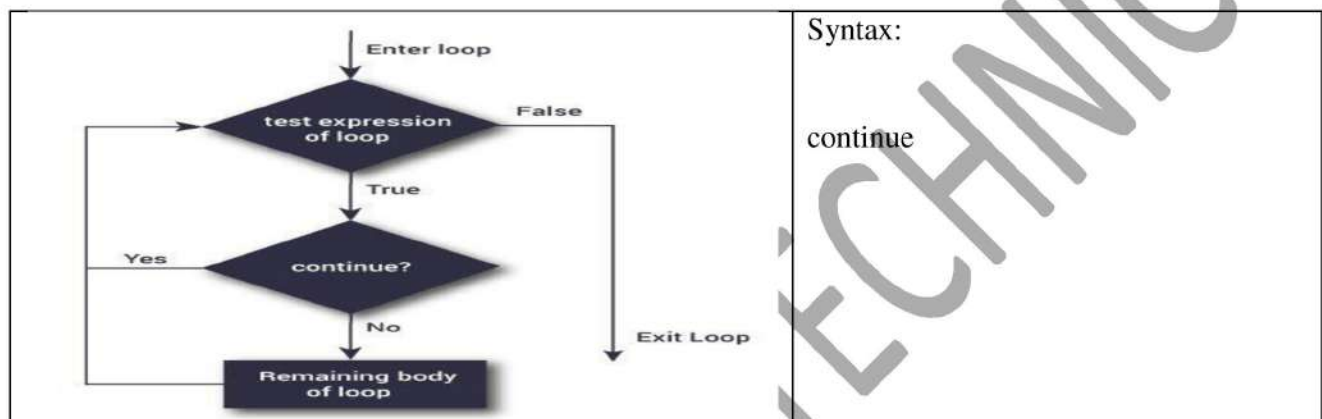 Enter loop
test expression
of loop
False
True
Yes
continue?
No
Exit Loop
Remaining body
of loop
Syntax:
continue
TECHNIC